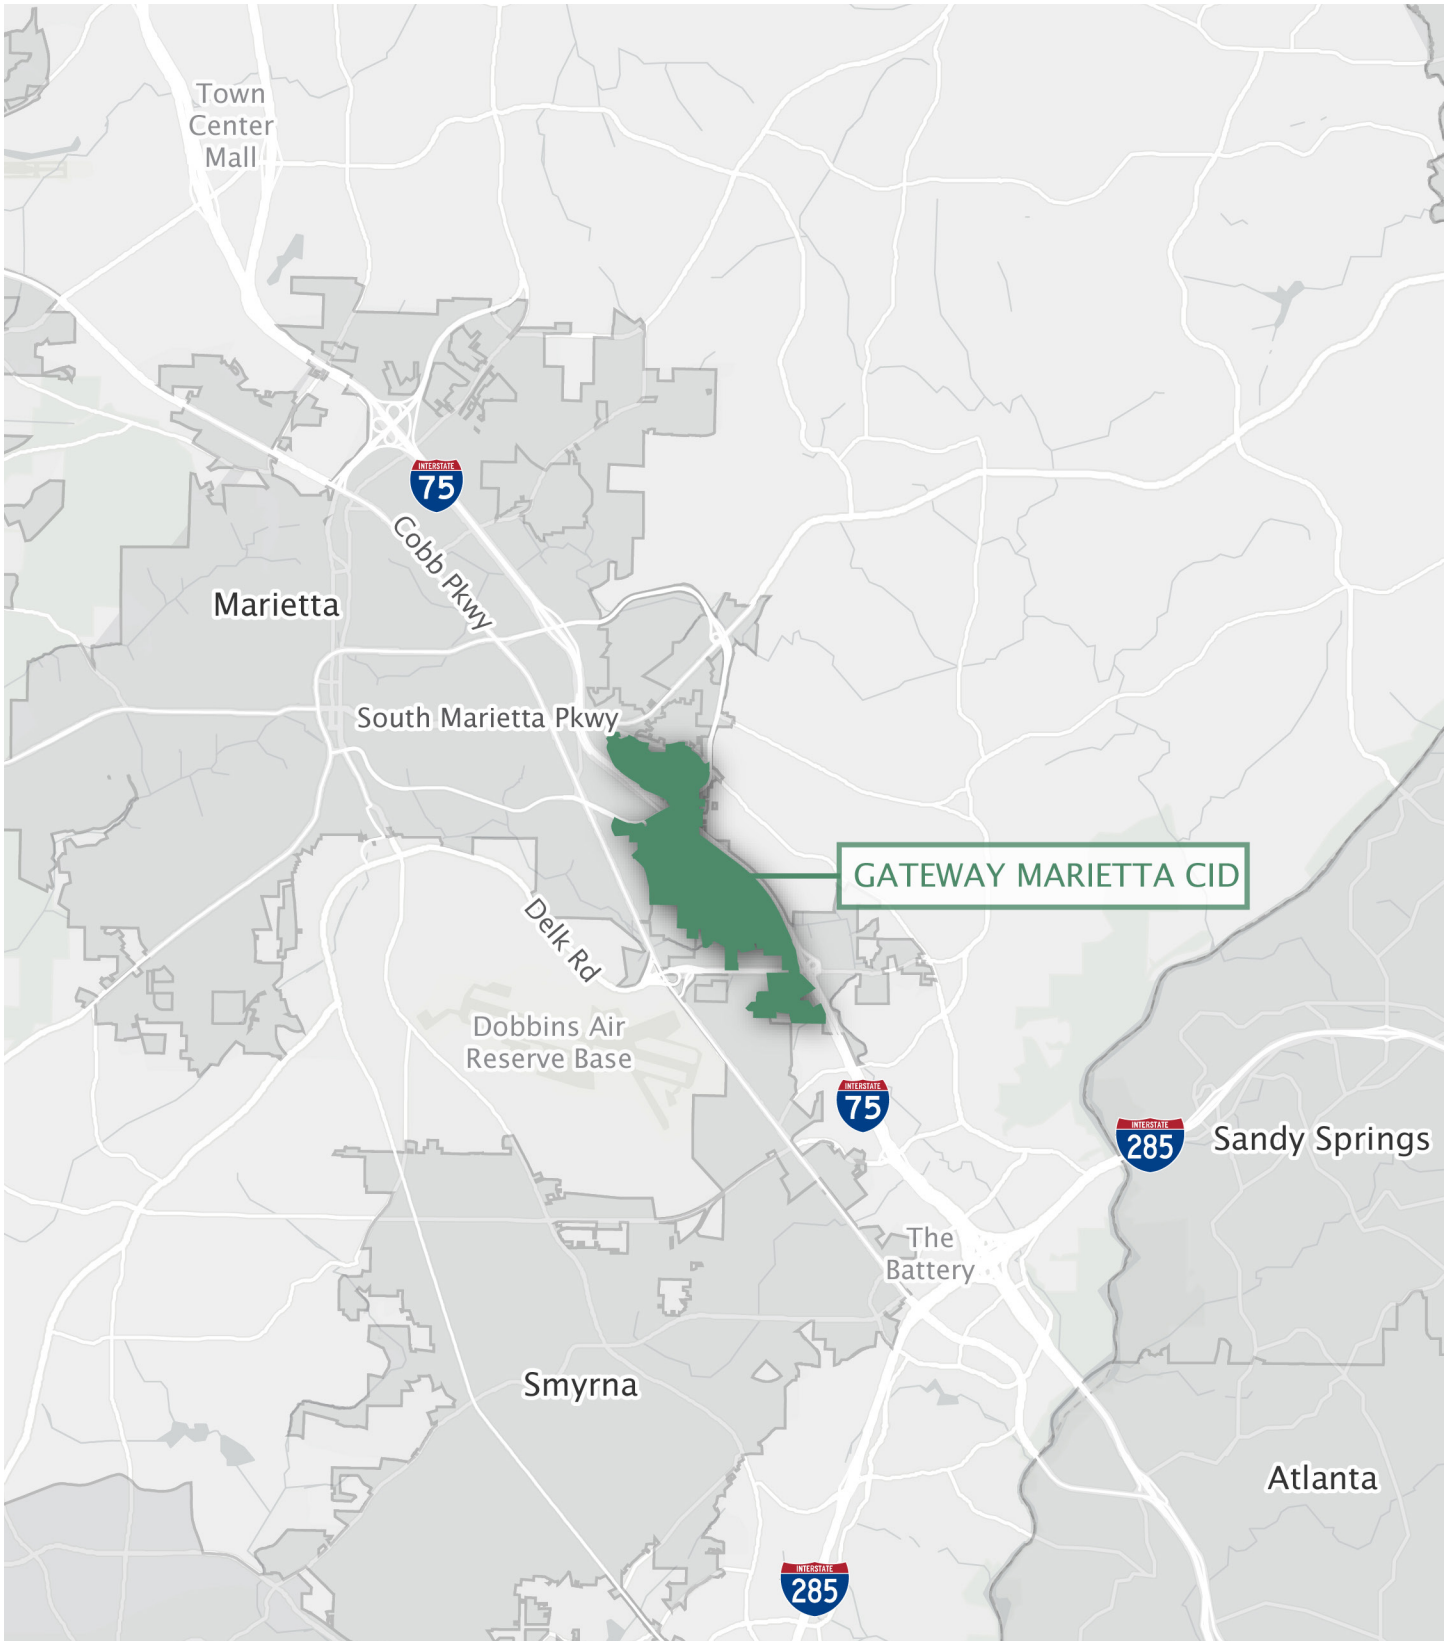 Town
Center
Mall
INTERSTATE
75
Cobb Pkwy
Marietta
South Marietta Pkwy
GATEWAY MARIETTA CID
Delk Rd
Dobbins Air
Reserve Base
INTERSTATE
75
INTERSTATE
285
Sandy Springs
The
Battery
Smyrna
Atlanta
INTERSTATE
285